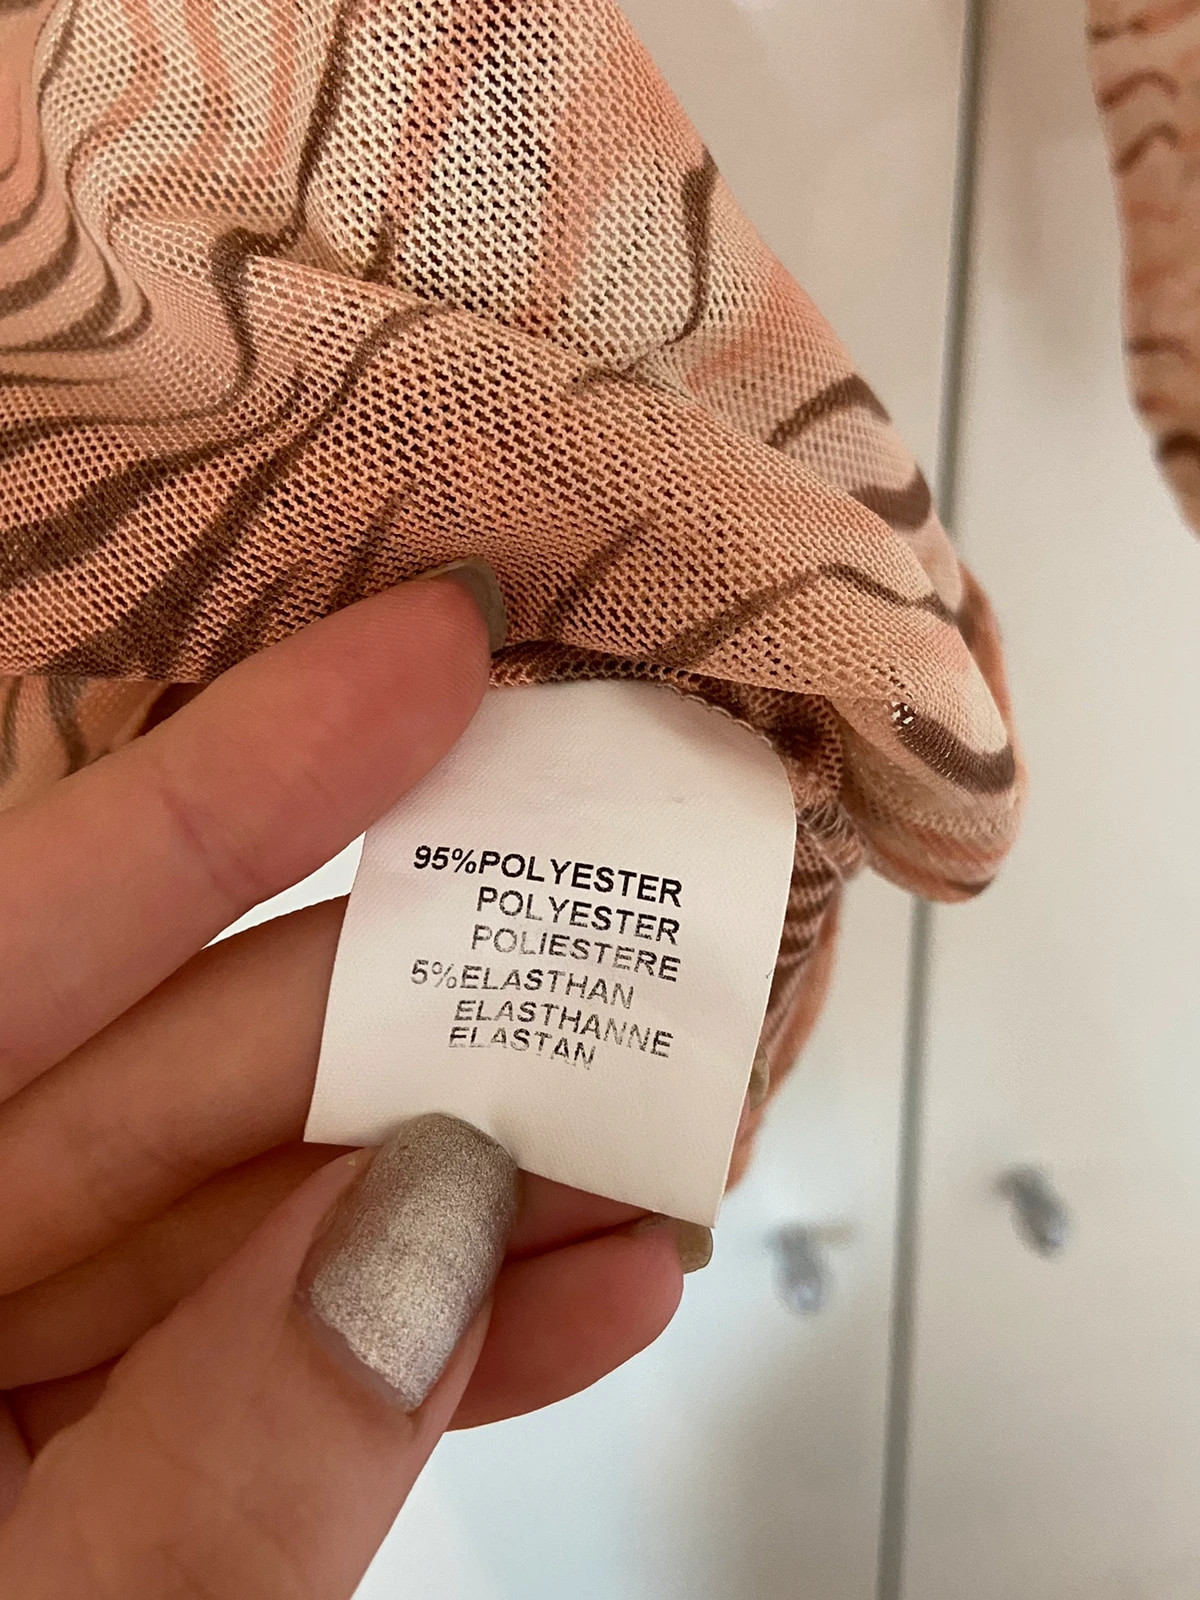 95%POLYESTER
POLYESTER
POLIESTERE
5%ELASTHAN
ELASTHANNE
ELASTAN